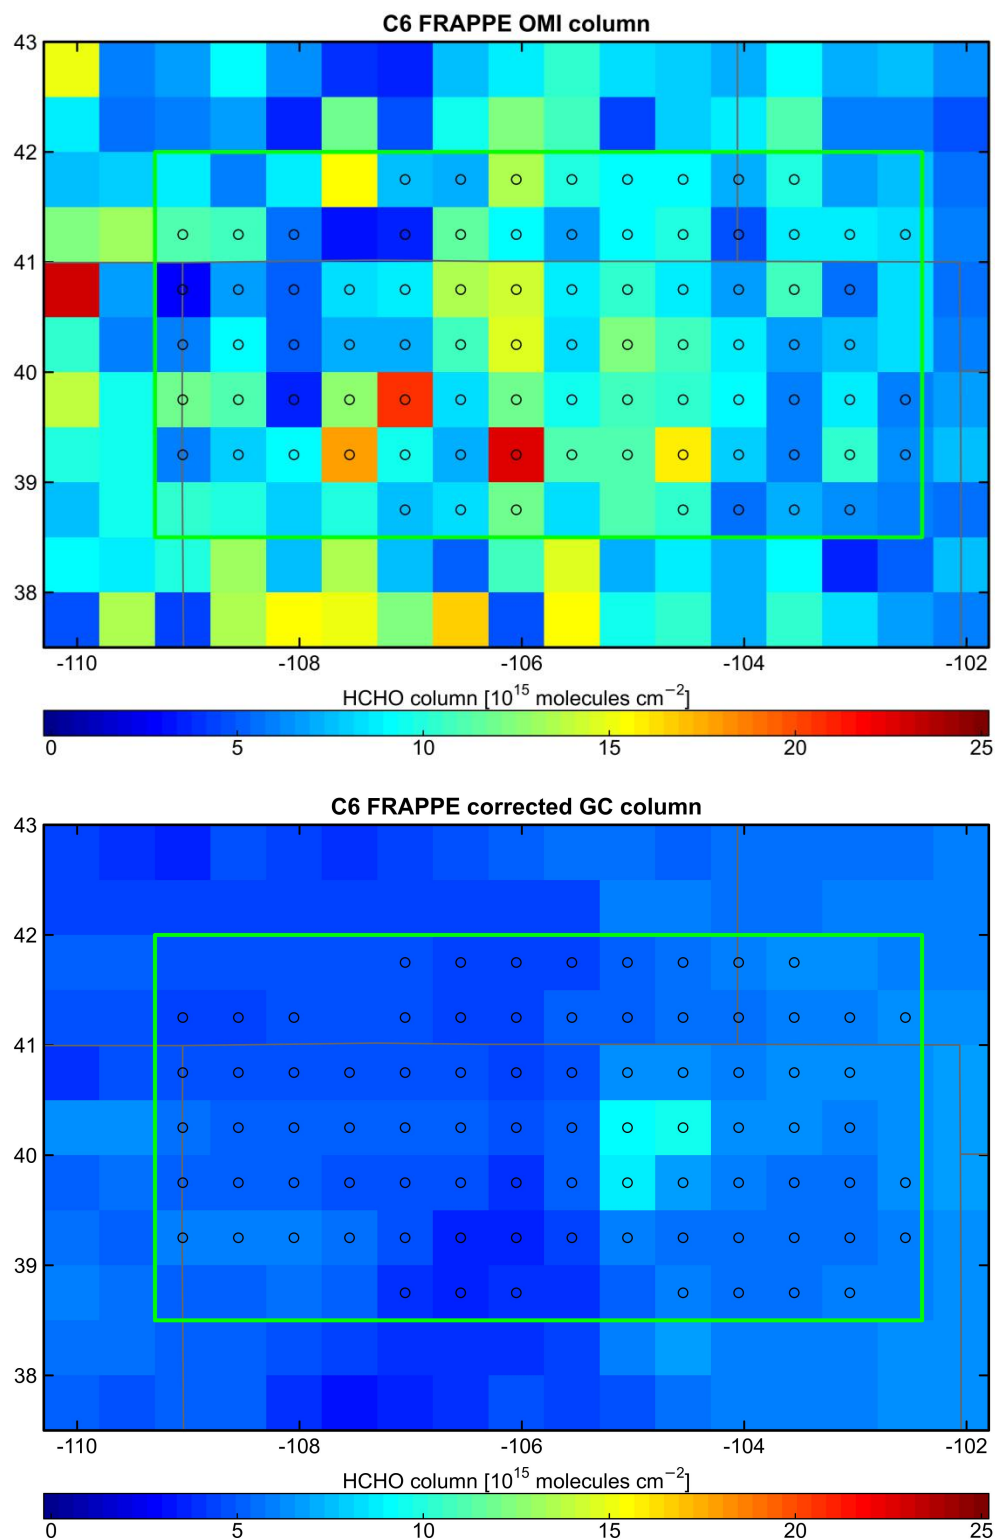 C6 FRAPPE OMI column
43
42
41
40
39
38
-110 -108 -106 -104 -102
HCHO column [10^15 molecules cm^−2]
0 5 10 15 20 25
C6 FRAPPE corrected GC column
43
42
41
40
39
38
-110 -108 -106 -104 -102
HCHO column [10^15 molecules cm^−2]
0 5 10 15 20 25